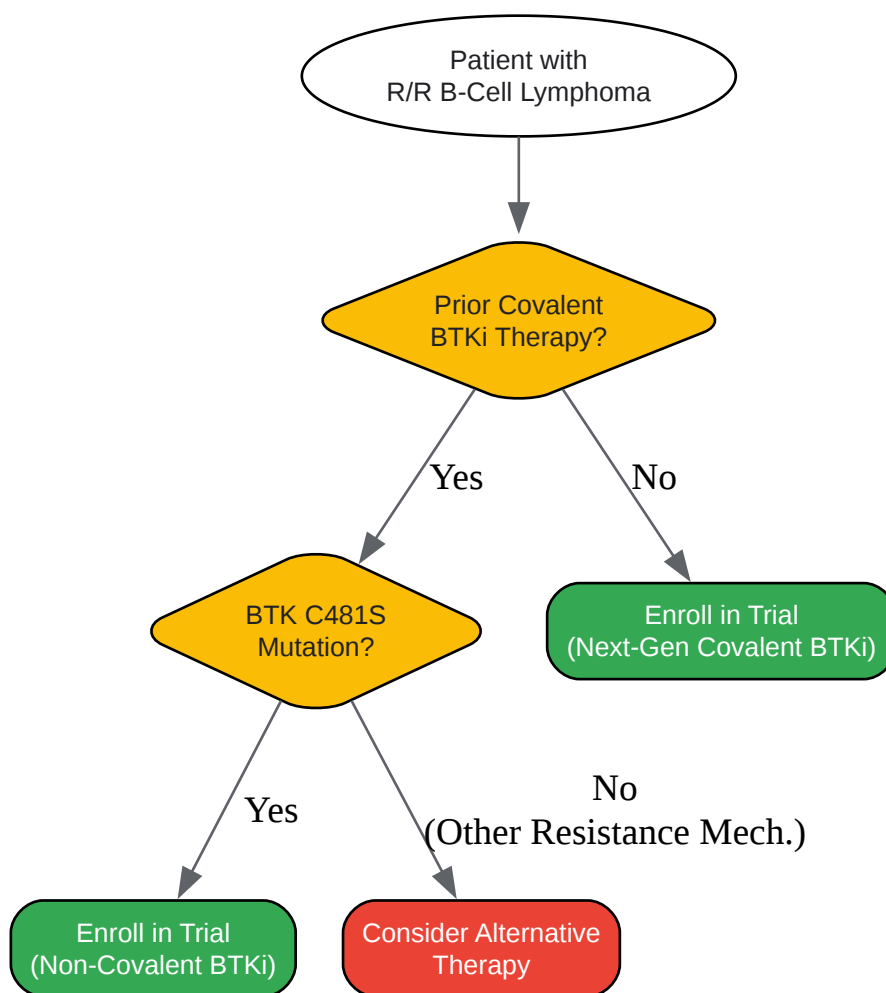 Patient with
R/R B-Cell Lymphoma
Prior Covalent
BTKi Therapy?
Yes
No
BTK C481S
Mutation?
Enroll in Trial
(Next-Gen Covalent BTKi)
Yes
No
(Other Resistance Mech.)
Enroll in Trial
(Non-Covalent BTKi)
Consider Alternative
Therapy